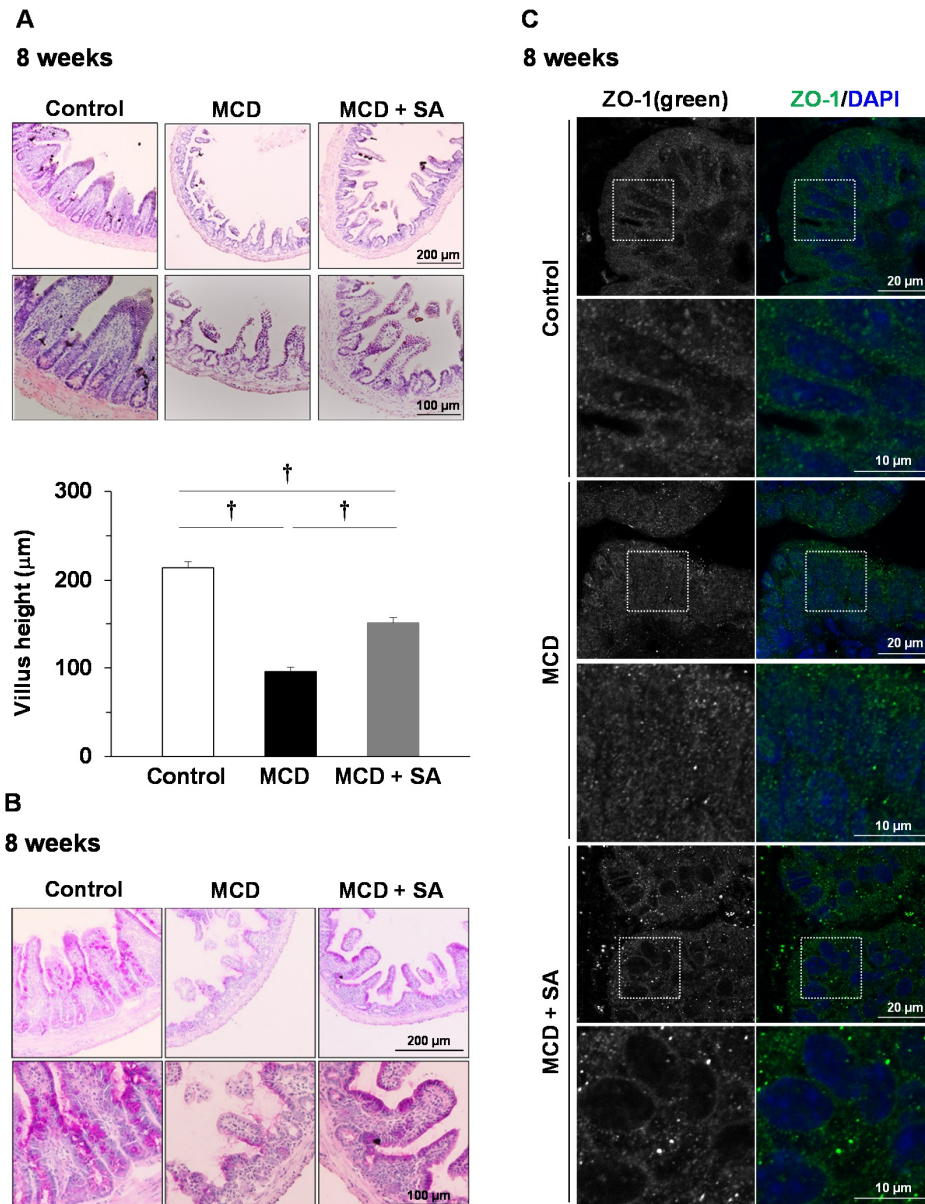 A
8 weeks
Control MCD MCD + SA
200 µm
100 µm
†
† †
Villus height (µm)
300
200
100
0
Control MCD MCD + SA
B
8 weeks
Control MCD MCD + SA
200 µm
100 µm
C
8 weeks
ZO-1(green) ZO-1/DAPI
Control
20 µm
10 µm
MCD
20 µm
10 µm
MCD + SA
20 µm
10 µm